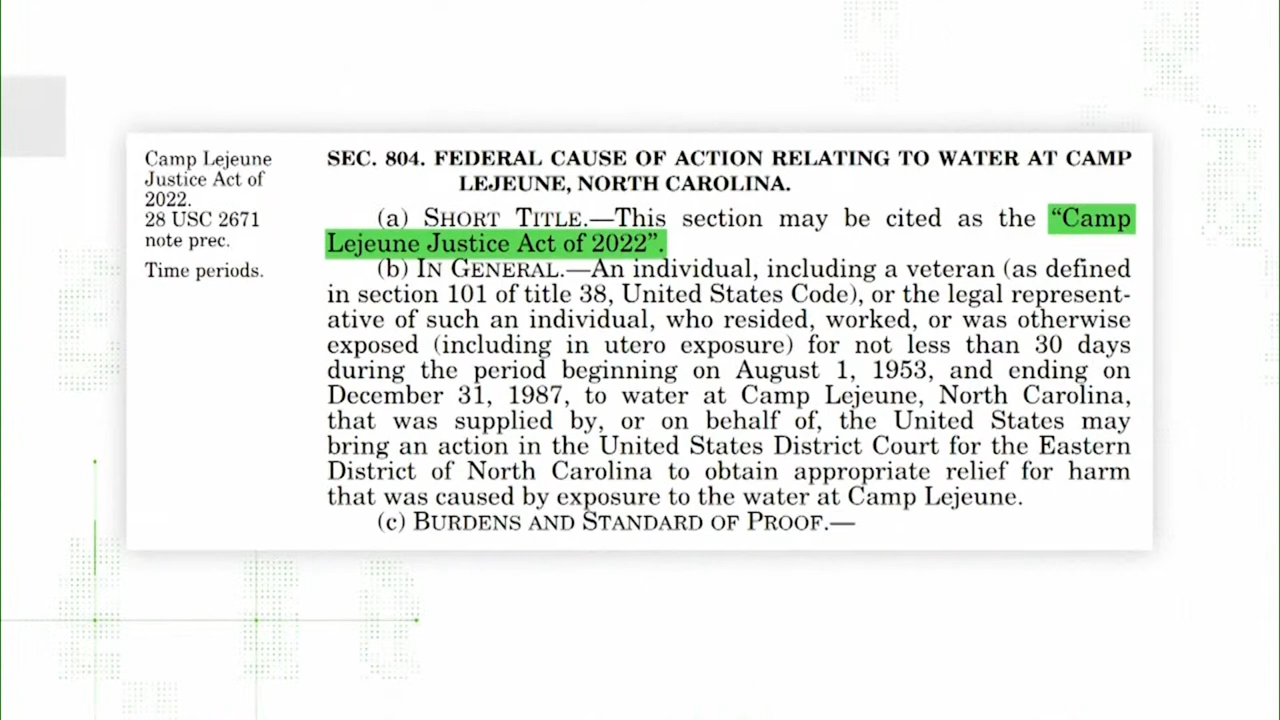 Camp Lejeune
Justice Act of
2022.
28 USC 2671
note prec.
Time periods.
SEC. 804. FEDERAL CAUSE OF ACTION RELATING TO WATER AT CAMP
LEJEUNE, NORTH CAROLINA.
(a) SHORT TITLE.—This section may be cited as the “Camp
Lejeune Justice Act of 2022”.
(b) IN GENERAL.—An individual, including a veteran (as defined
in section 101 of title 38, United States Code), or the legal represent-
ative of such an individual, who resided, worked, or was otherwise
exposed (including in utero exposure) for not less than 30 days
during the period beginning on August 1, 1953, and ending on
December 31, 1987, to water at Camp Lejeune, North Carolina,
that was supplied by, or on behalf of, the United States may
bring an action in the United States District Court for the Eastern
District of North Carolina to obtain appropriate relief for harm
that was caused by exposure to the water at Camp Lejeune.
(c) BURDENS AND STANDARD OF PROOF.—